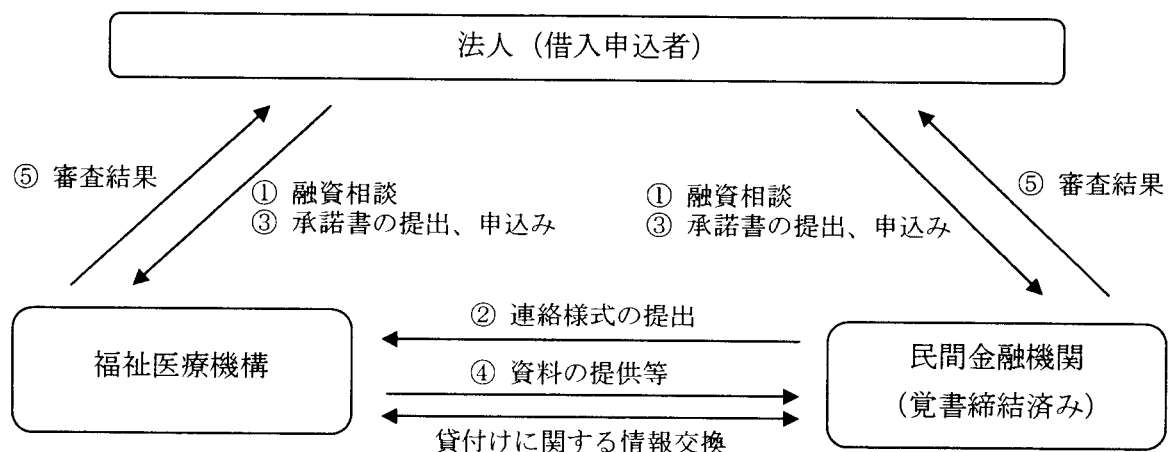 法人（借入申込者）
⑤ 審査結果
① 融資相談
③ 承諾書の提出、申込み
① 融資相談
③ 承諾書の提出、申込み
⑤ 審査結果
福祉医療機構
② 連絡様式の提出
④ 資料の提供等
貸付けに関する情報交換
民間金融機関
（覚書締結済み）